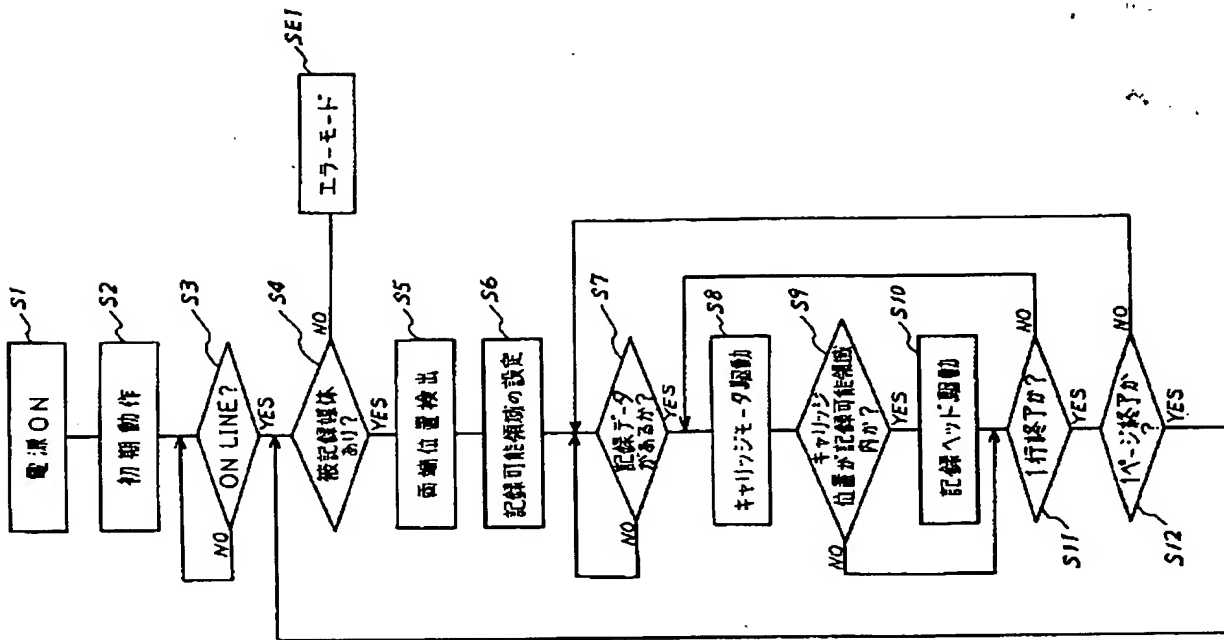 S1
電源ON
S2
初期動作
S3
ON LINE?
NO
YES
S4
被記録媒体
あり?
NO
SE1
エラーモード
YES
S5
両端位置検出
S6
記録可能領域の設定
S7
記録データ
があるか?
NO
YES
S8
キャリッジモータ駆動
S9
キャリッジ
位置が記録可能領域
内か?
NO
YES
S10
記録ヘッド駆動
1行終了か?
NO
S11
YES
1ページ終了か
?
NO
S12
YES